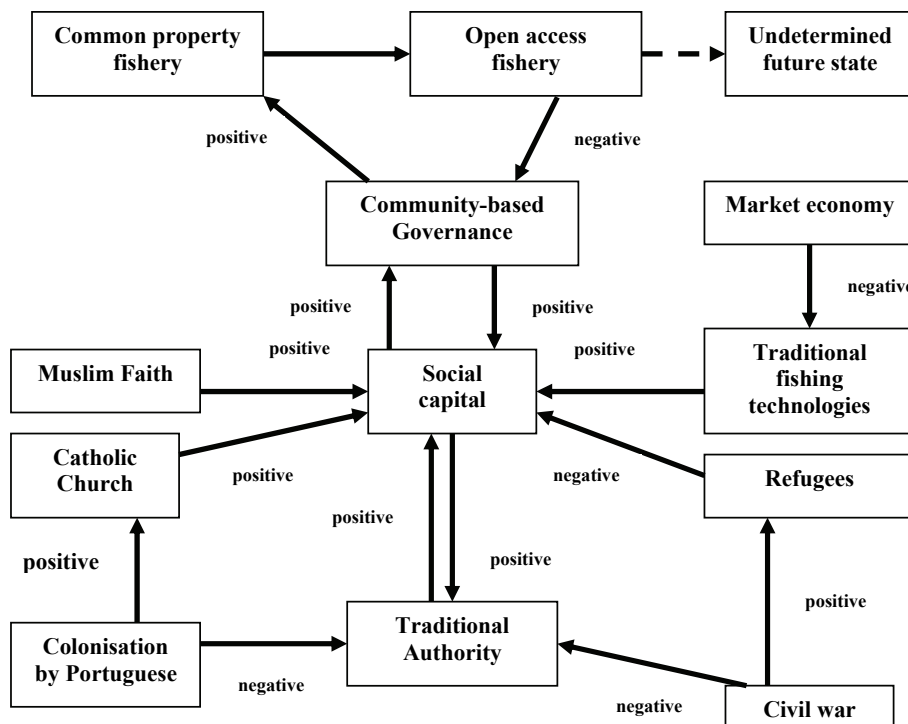 Common property
fishery
Open access
fishery
Undetermined
future state
positive
negative
Community-based
Governance
Market economy
positive
positive
negative
positive
positive
Muslim Faith
Social
capital
Traditional
fishing
technologies
Catholic
Church
positive
negative
Refugees
positive
positive
positive
positive
Colonisation
by Portuguese
Traditional
Authority
negative
negative
Civil war